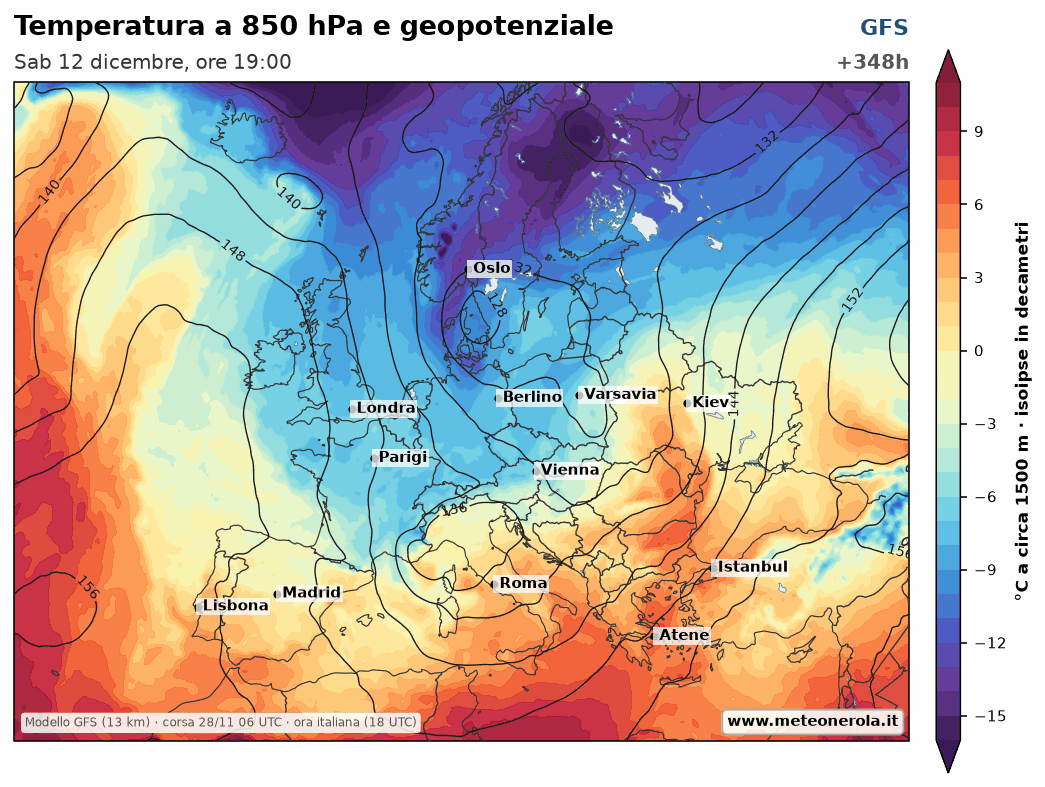 Temperatura a 850 hPa e geopotenziale
GFS
Sab 12 dicembre, ore 19:00
+348h
132
140
140
148
152
Oslo
32
128
Berlino
Varsavia
Kiev
144
Londra
Parigi
Vienna
136
156
156
Istanbul
Roma
Madrid
Lisbona
Atene
Modello GFS (13 km) · corsa 28/11 06 UTC · ora italiana (18 UTC)
www.meteonerola.it
9
6
3
0
−3
−6
−9
−12
−15
°C a circa 1500 m · isoipse in decametri